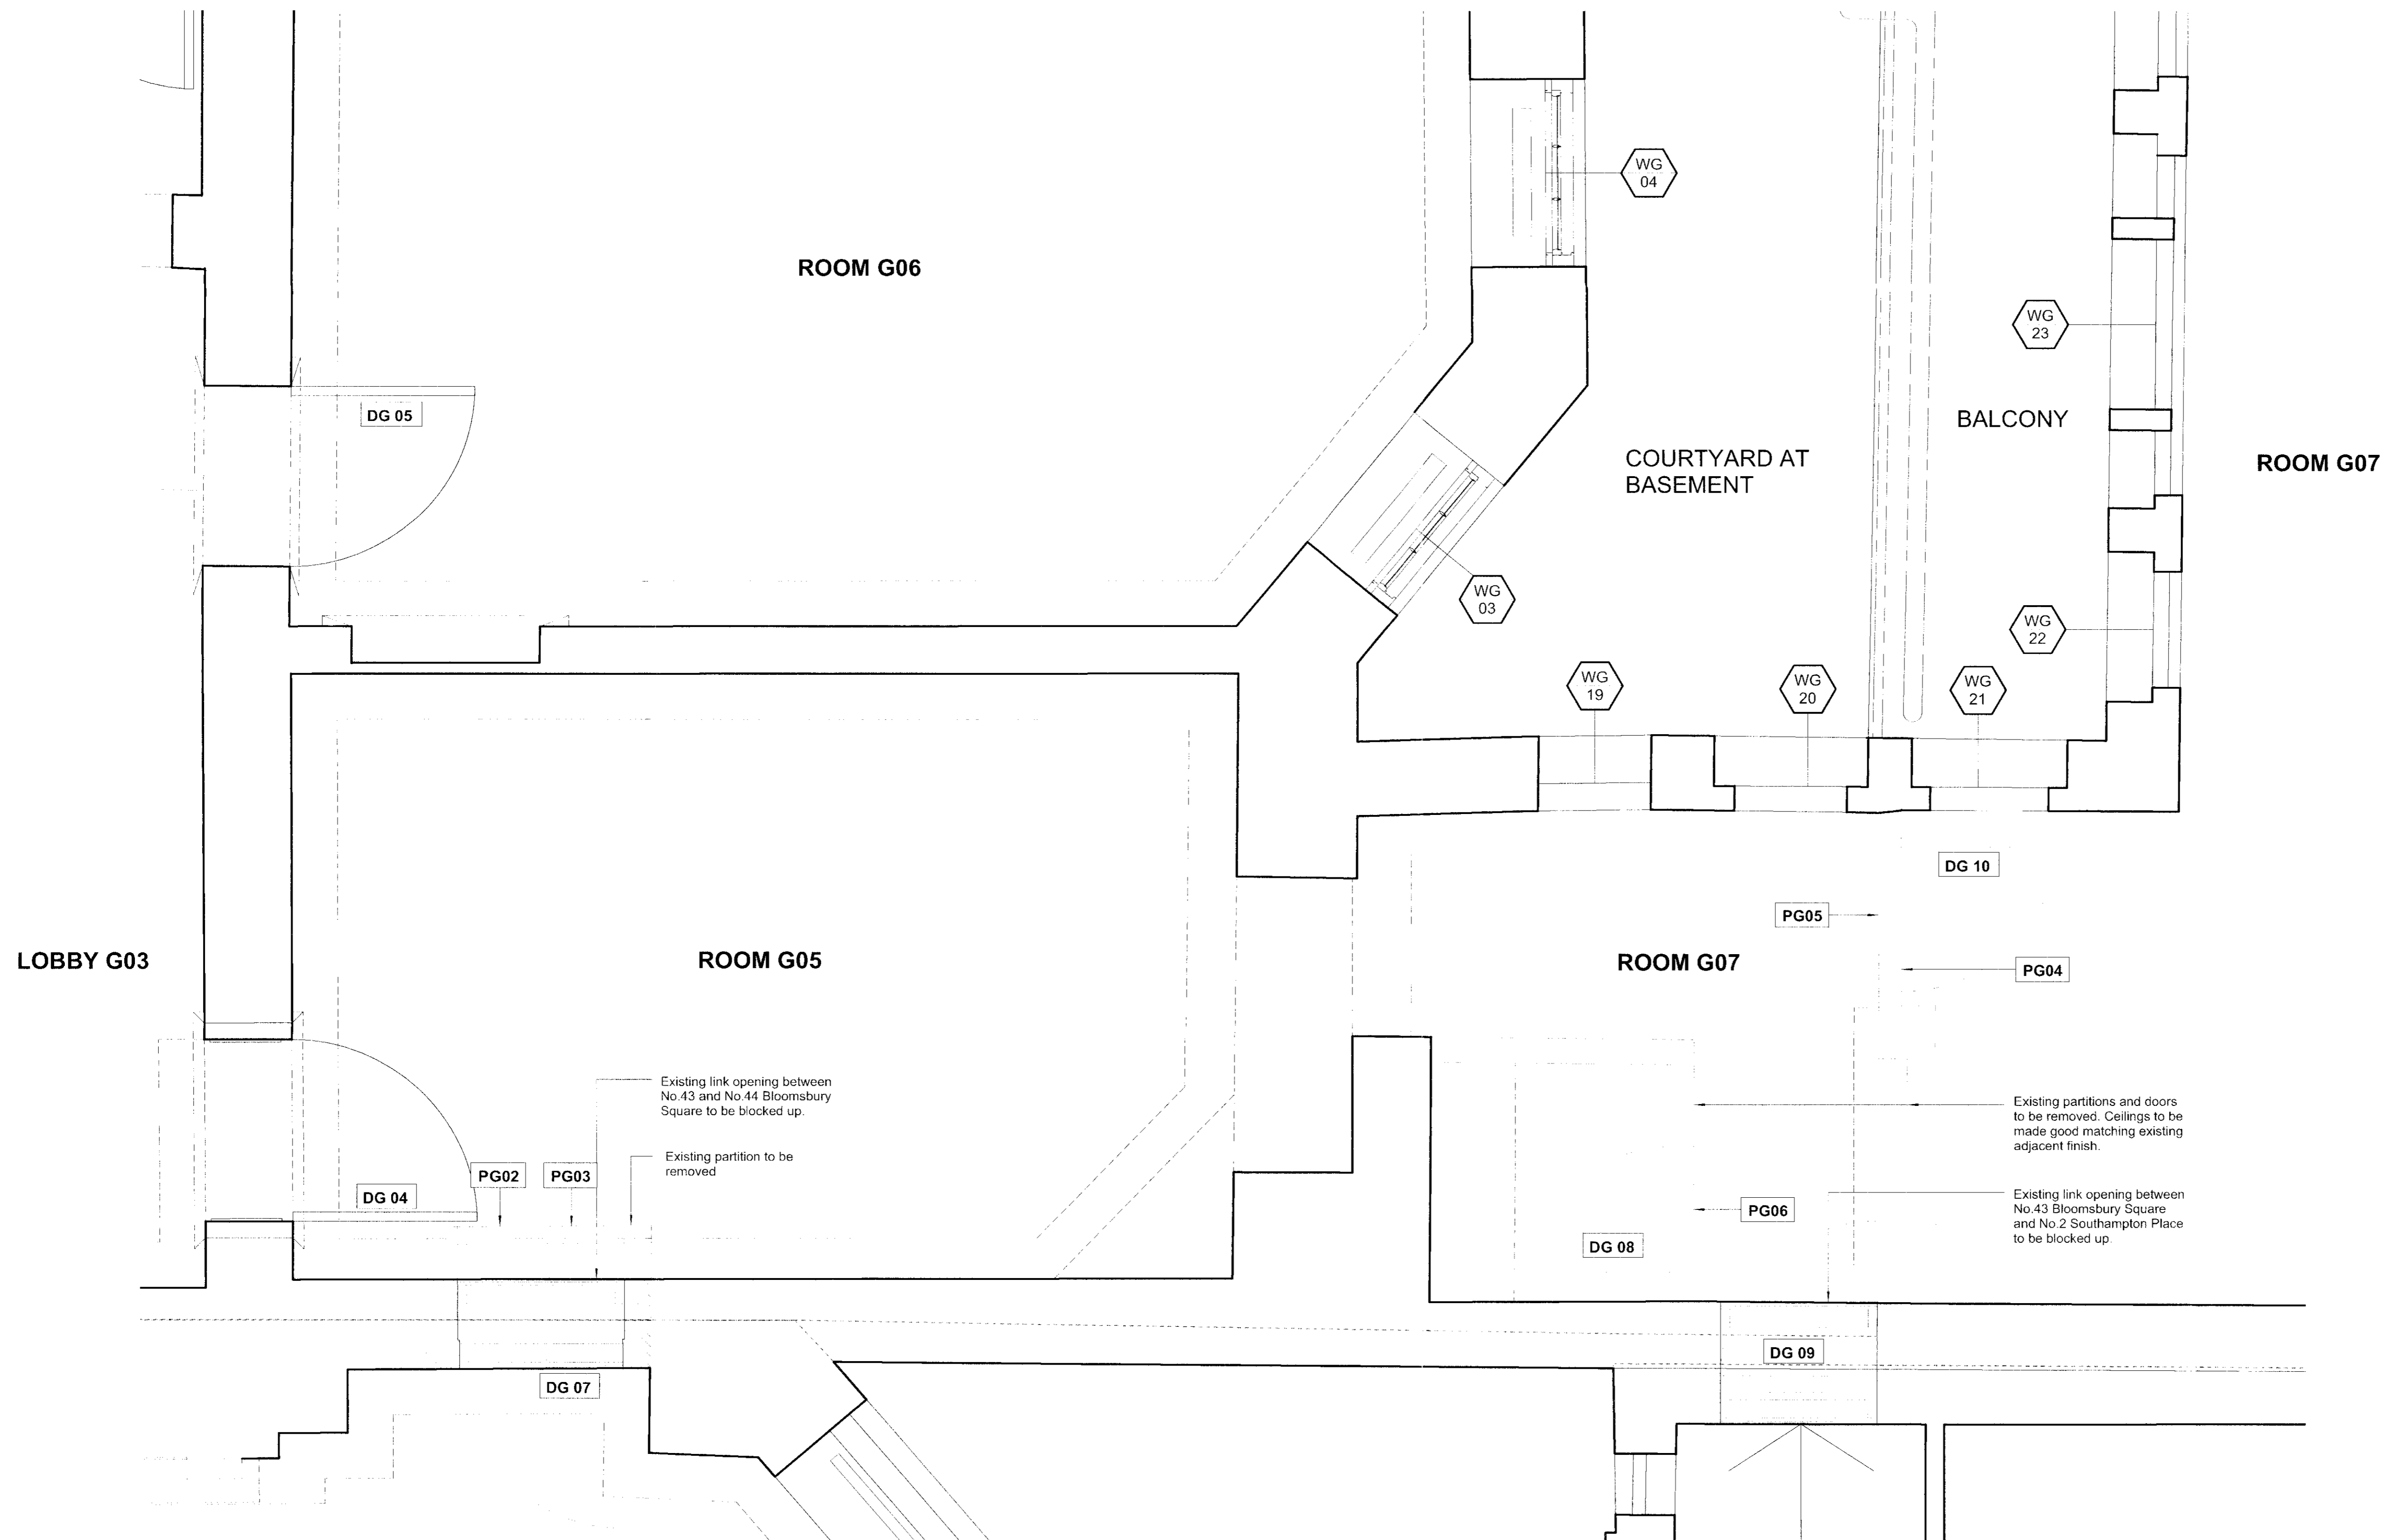 WG
04
ROOM G06
WG
23
DG 05
BALCONY
COURTYARD AT
BASEMENT
ROOM G07
WG
03
WG
22
WG
19
WG
20
WG
21
DG 10
PG05
LOBBY G03
ROOM G05
ROOM G07
PG04
Existing link opening between
No.43 and No.44 Bloomsbury
Square to be blocked up.
Existing partitions and doors
to be removed. Ceilings to be
made good matching existing
adjacent finish.
Existing partition to be
removed
PG02
PG03
DG 04
Existing link opening between
No.43 Bloomsbury Square
and No.2 Southampton Place
to be blocked up.
PG06
DG 08
DG 09
DG 07